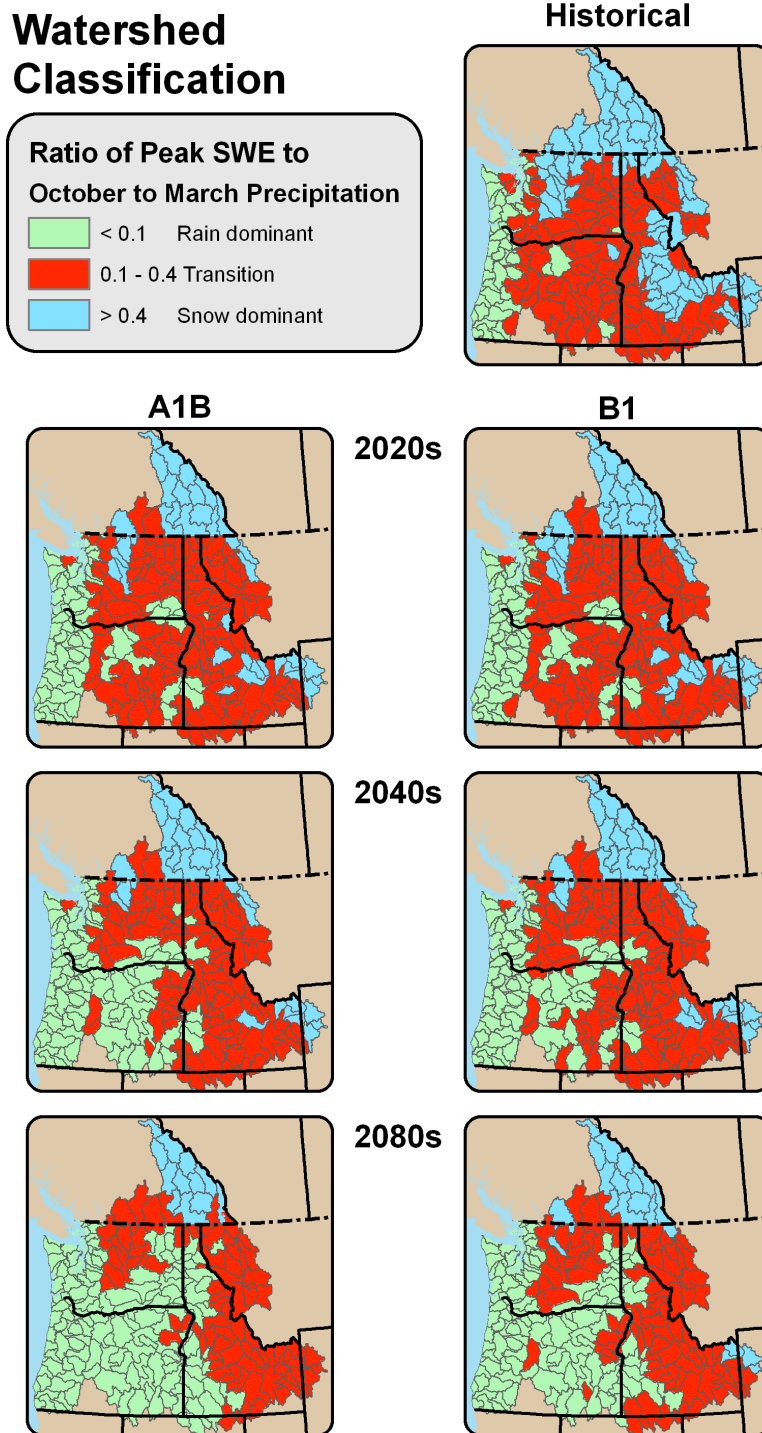 Watershed
Classification
Historical
Ratio of Peak SWE to
October to March Precipitation
< 0.1 Rain dominant
0.1 - 0.4 Transition
> 0.4 Snow dominant
A1B
B1
2020s
2040s
2080s